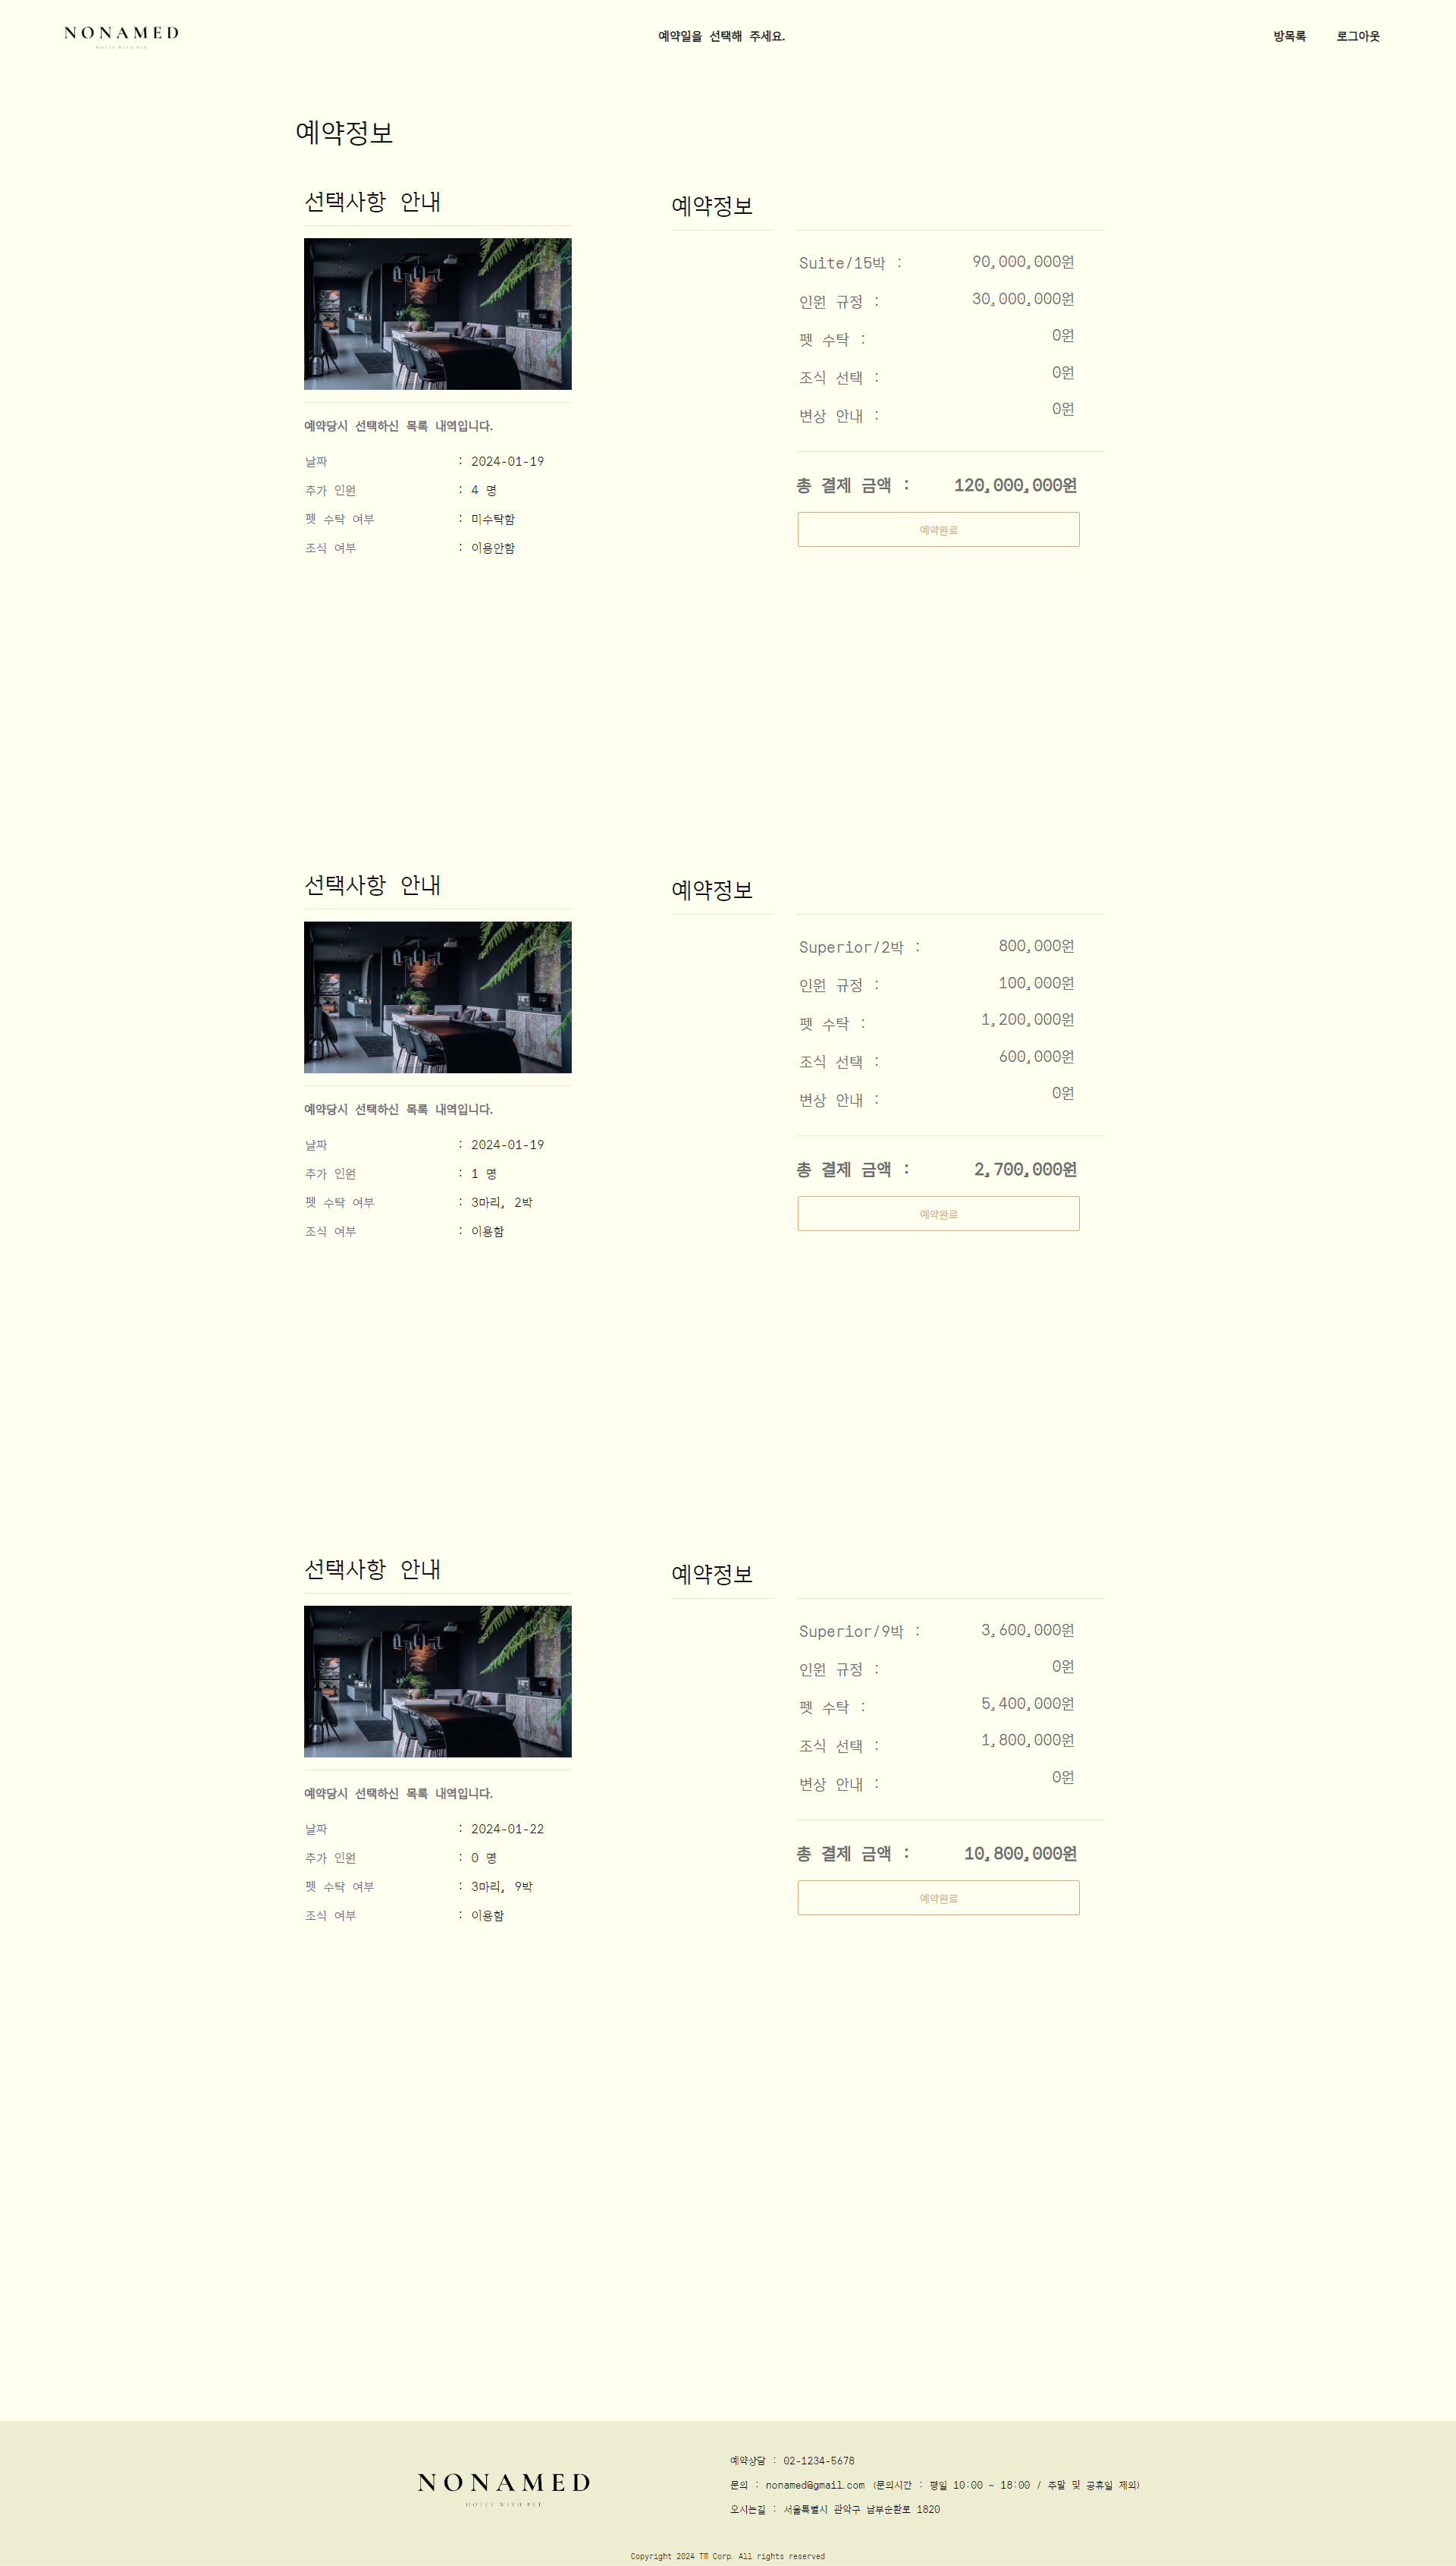 NONAMED
HOTEL WITH PET
예약일을 선택해 주세요.
방목록 로그아웃
예약정보
선택사항 안내
예약당시 선택하신 목록 내역입니다.
날짜 : 2024-01-19
추가 인원 : 4 명
펫 수탁 여부 : 미수탁함
조식 여부 : 이용안함
예약정보
Suite/15박 : 90,000,000원
인원 규정 : 30,000,000원
펫 수탁 : 0원
조식 선택 : 0원
변상 안내 : 0원
총 결제 금액 : 120,000,000원
예약완료
선택사항 안내
예약당시 선택하신 목록 내역입니다.
날짜 : 2024-01-19
추가 인원 : 1 명
펫 수탁 여부 : 3마리, 2박
조식 여부 : 이용함
예약정보
Superior/2박 : 800,000원
인원 규정 : 100,000원
펫 수탁 : 1,200,000원
조식 선택 : 600,000원
변상 안내 : 0원
총 결제 금액 : 2,700,000원
예약완료
선택사항 안내
예약당시 선택하신 목록 내역입니다.
날짜 : 2024-01-22
추가 인원 : 0 명
펫 수탁 여부 : 3마리, 9박
조식 여부 : 이용함
예약정보
Superior/9박 : 3,600,000원
인원 규정 : 0원
펫 수탁 : 5,400,000원
조식 선택 : 1,800,000원
변상 안내 : 0원
총 결제 금액 : 10,800,000원
예약완료
NONAMED
HOTEL WITH PET
예약상담 : 02-1234-5678
문의 : nonamed@gmail.com (문의시간 : 평일 10:00 ~ 18:00 / 주말 및 공휴일 제외)
오시는길 : 서울특별시 관악구 남부순환로 1820
Copyright 2024 TM Corp. All rights reserved